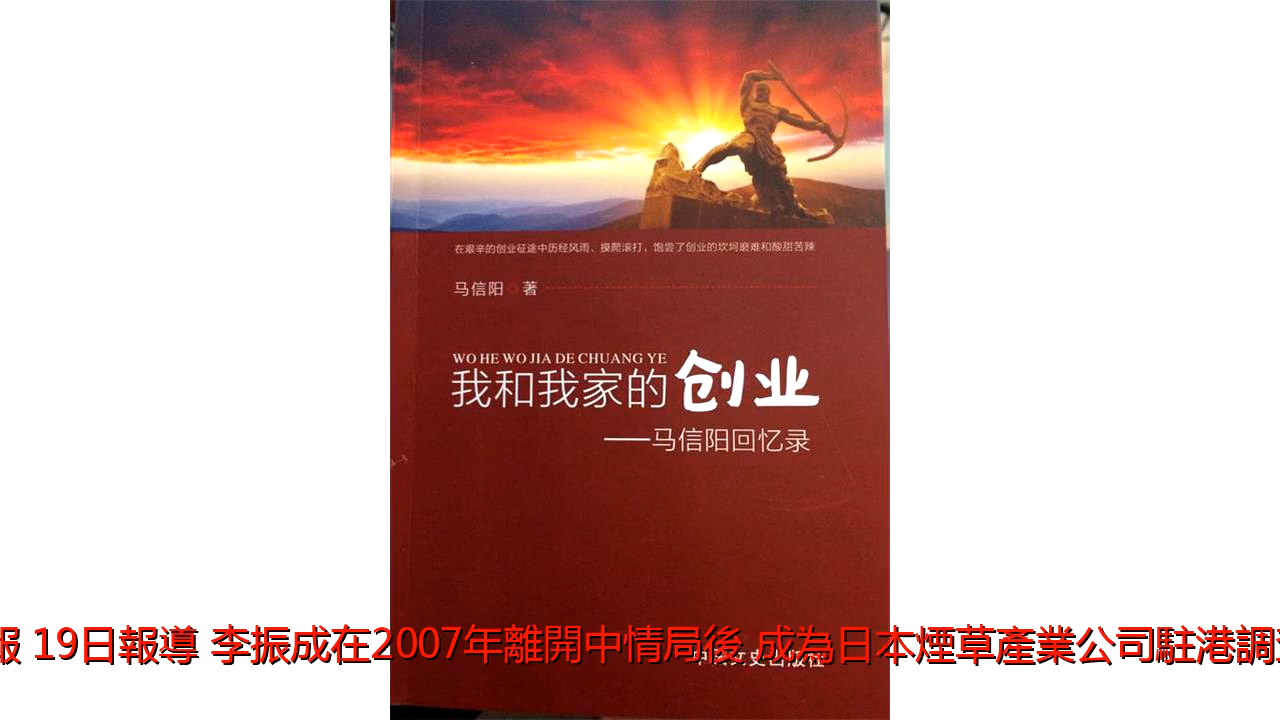 在艰辛的创业征途中历经风雨、摸爬滚打，饱尝了创业的坎坷磨难和酸甜苦辣
马信阳 著
WO HE WO JIA DE CHUANG YE
我和我家的创业
——马信阳回忆录
報 19日報導 李振成在2007年離開中情局後 成為日本煙草產業公司駐港調
出版社